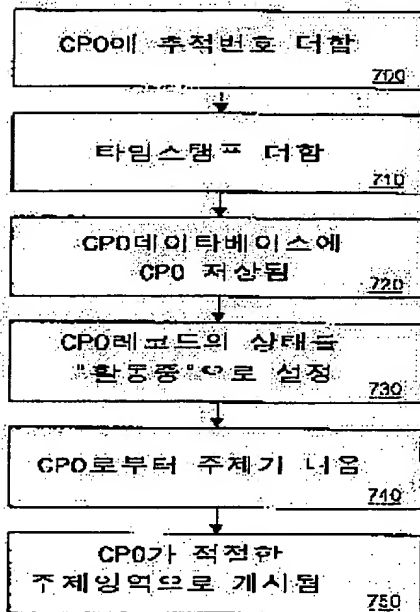 CPO에 추적번호 더함
700
타임스탬프 더함
710
CPO데이타베이스에
CPO 저장됨
720
CPO레코드의 상태를
"활동중"으로 설정
730
CPO로부터 주제가 나옴
740
CPO가 적절한
주제영역으로 게시됨
750